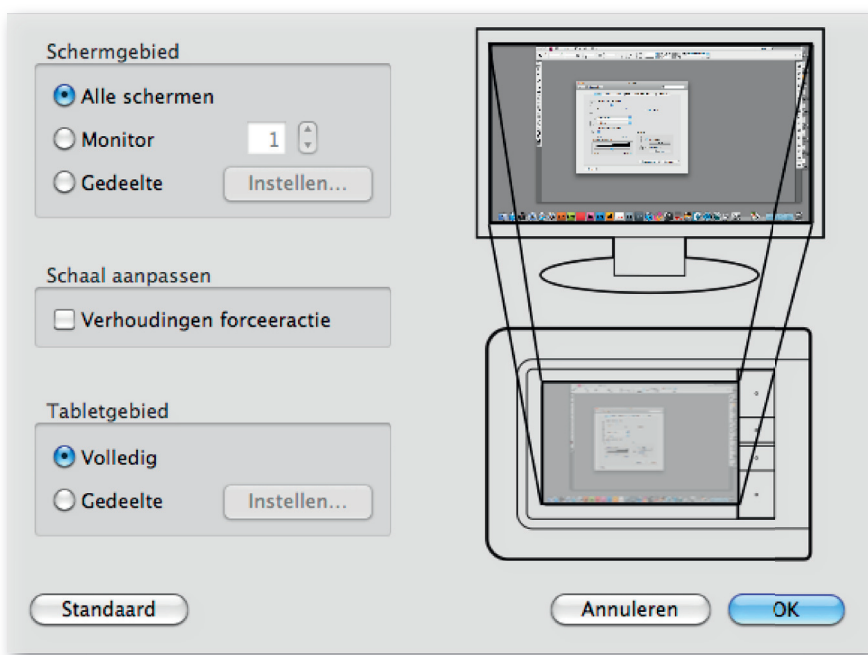 Schermgebied
Alle schermen
Monitor 1
Gedeelte Instellen...
Schaal aanpassen
Verhoudingen forceeractie
Tabletgebied
Volledig
Gedeelte Instellen...
Standaard Annuleren OK